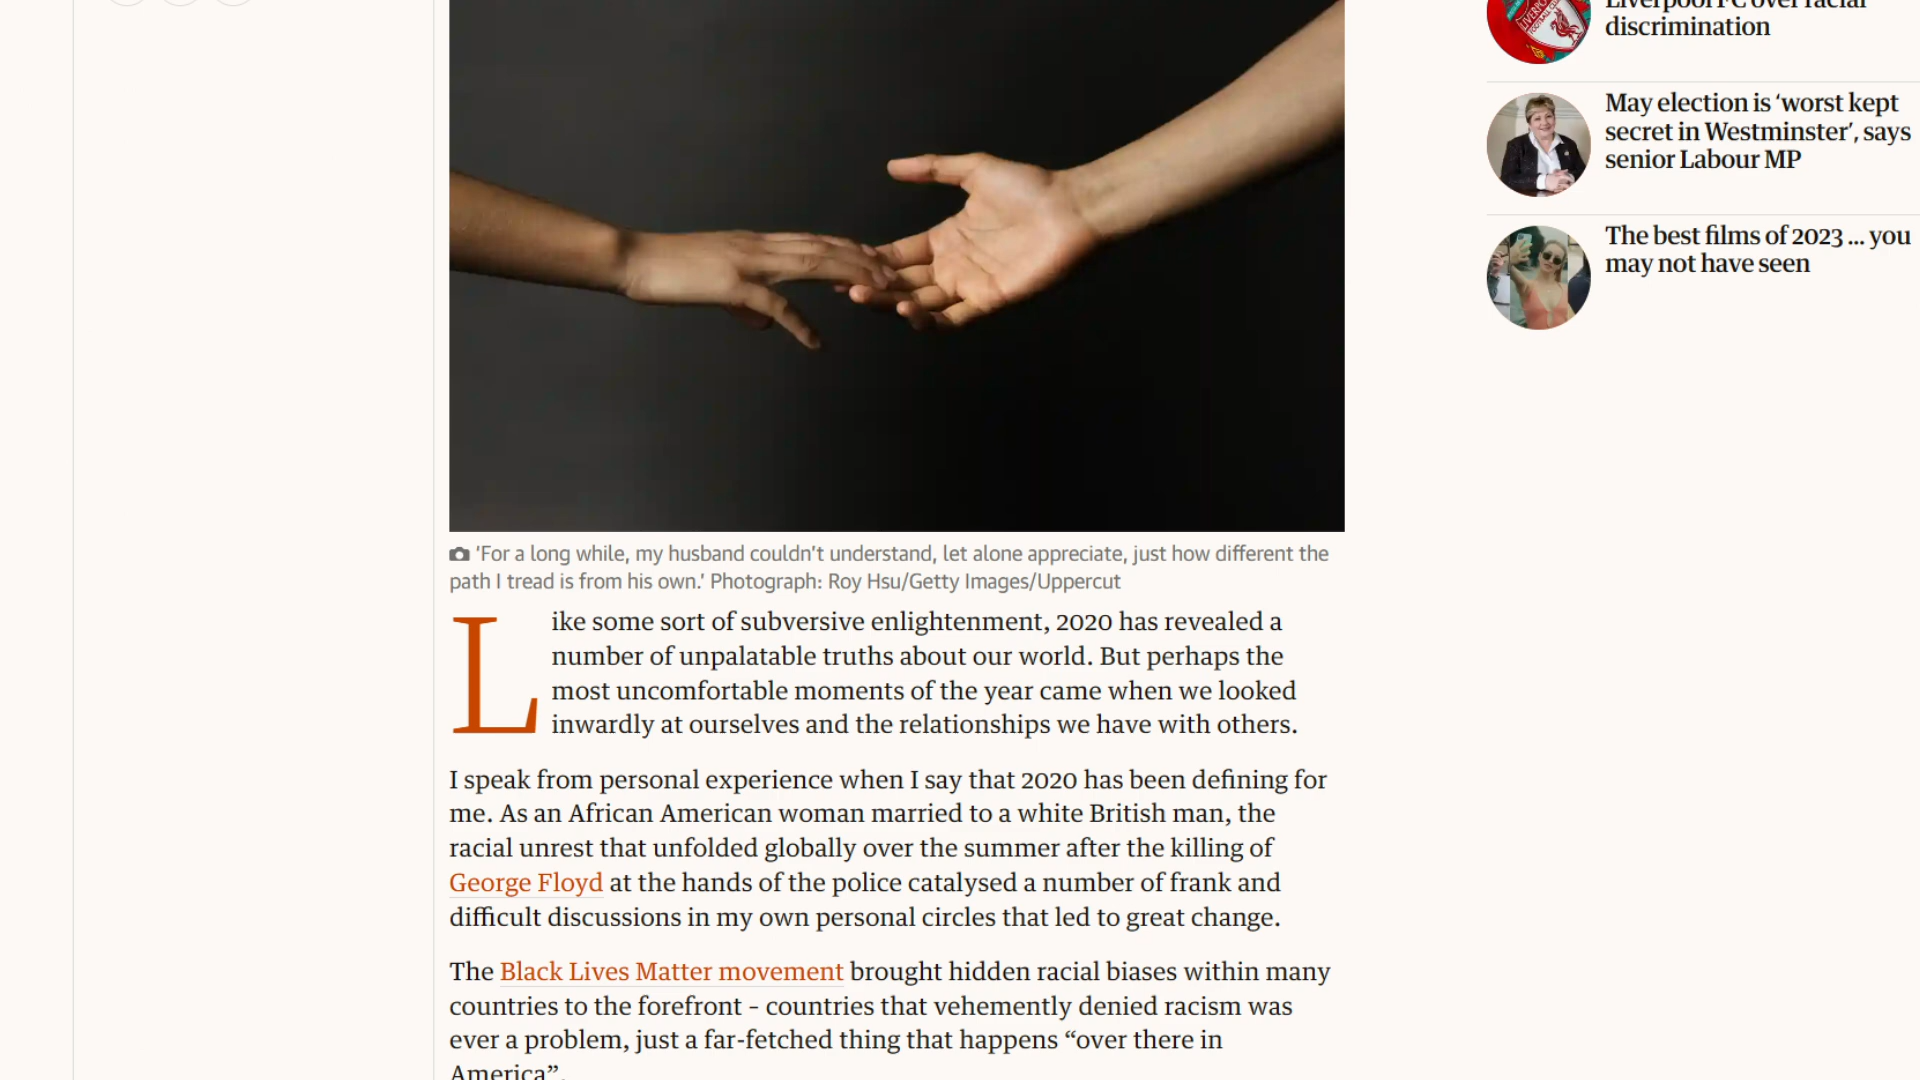 Liverpool FC over racial
discrimination
May election is ‘worst kept
secret in Westminster’, says
senior Labour MP
The best films of 2023 … you
may not have seen
‘For a long while, my husband couldn’t understand, let alone appreciate, just how different the
path I tread is from his own.’ Photograph: Roy Hsu/Getty Images/Uppercut
Like some sort of subversive enlightenment, 2020 has revealed a
number of unpalatable truths about our world. But perhaps the
most uncomfortable moments of the year came when we looked
inwardly at ourselves and the relationships we have with others.
I speak from personal experience when I say that 2020 has been defining for
me. As an African American woman married to a white British man, the
racial unrest that unfolded globally over the summer after the killing of
George Floyd at the hands of the police catalysed a number of frank and
difficult discussions in my own personal circles that led to great change.
The Black Lives Matter movement brought hidden racial biases within many
countries to the forefront – countries that vehemently denied racism was
ever a problem, just a far-fetched thing that happens “over there in
America”.